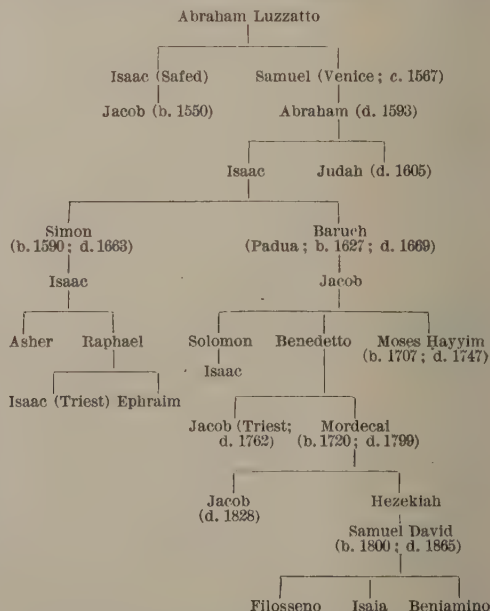 Abraham Luzzatto
Isaac (Safed) Samuel (Venice; c. 1567)
Jacob (b. 1550) Abraham (d. 1593)
Isaac Judah (d. 1605)
Simon Baruch
(b. 1590; d. 1663) (Padua; b. 1627; d. 1669)
Isaac Jacob
Asher Raphael Solomon Benedetto Moses Hayyim
(b. 1707; d. 1747)
Isaac
Isaac (Triest) Ephraim
Jacob (Triest; Mordecai
d. 1762) (b. 1720; d. 1799)
Jacob Hezekiah
(d. 1828)
Samuel David
(b. 1800; d. 1865)
Filosseno Isaia Beniamino